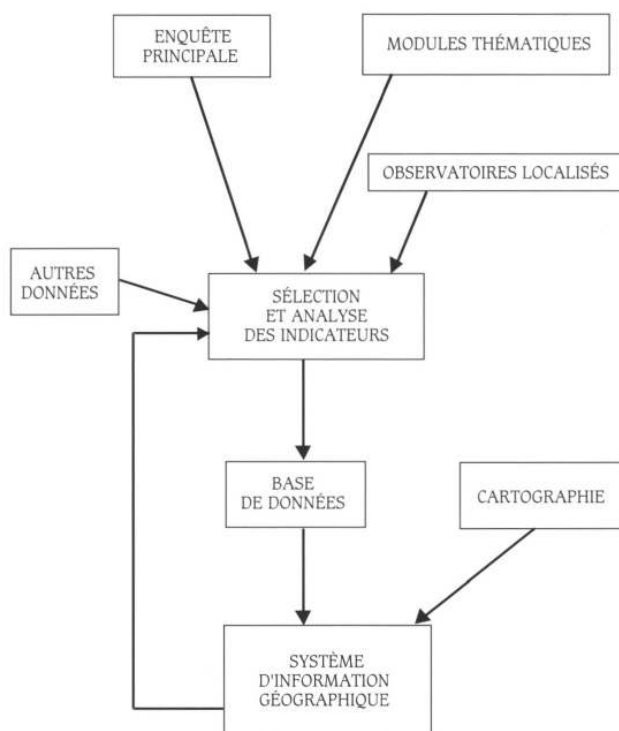 ENQUÊTE
PRINCIPALE
MODULES THÉMATIQUES
OBSERVATOIRES LOCALISÉS
AUTRES
DONNÉES
SÉLECTION
ET ANALYSE
DES INDICATEURS
BASE
DE DONNÉES
CARTOGRAPHIE
SYSTÈME
D'INFORMATION
GÉOGRAPHIQUE